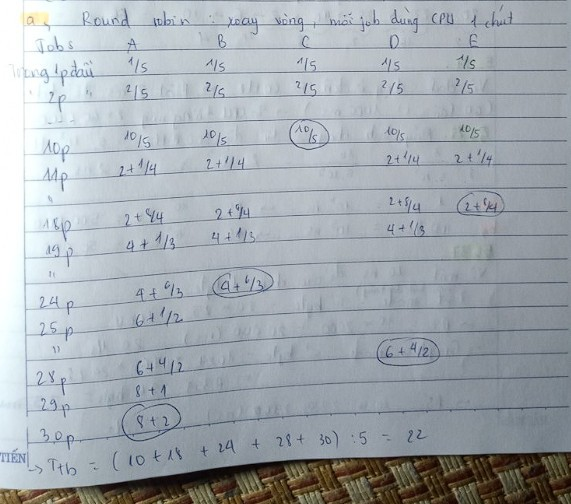 a, Round robin : xoay vòng, mỗi job dùng CPU 1 chút
Jobs A B C D E
Trong 1p đầu 1/5 1/5 1/5 1/5 1/5
" 2p " 2/5 2/5 2/5 2/5 2/5
---
10p 10/5 10/5 10/5 10/5 10/5
11p 2+1/4 2+1/4 2+1/4 2+1/4
"
18p 2+8/4 2+8/4 2+8/4 2+8/4
19p 4+1/3 4+1/3 4+1/3
"
24p 4+6/3 4+6/3
25p 6+1/2
"
28p 6+4/2 6+4/2
29p 8+1
30p 8+2
TIẾN → Ttb = (10+18 + 24 + 28+30) :5 = 22